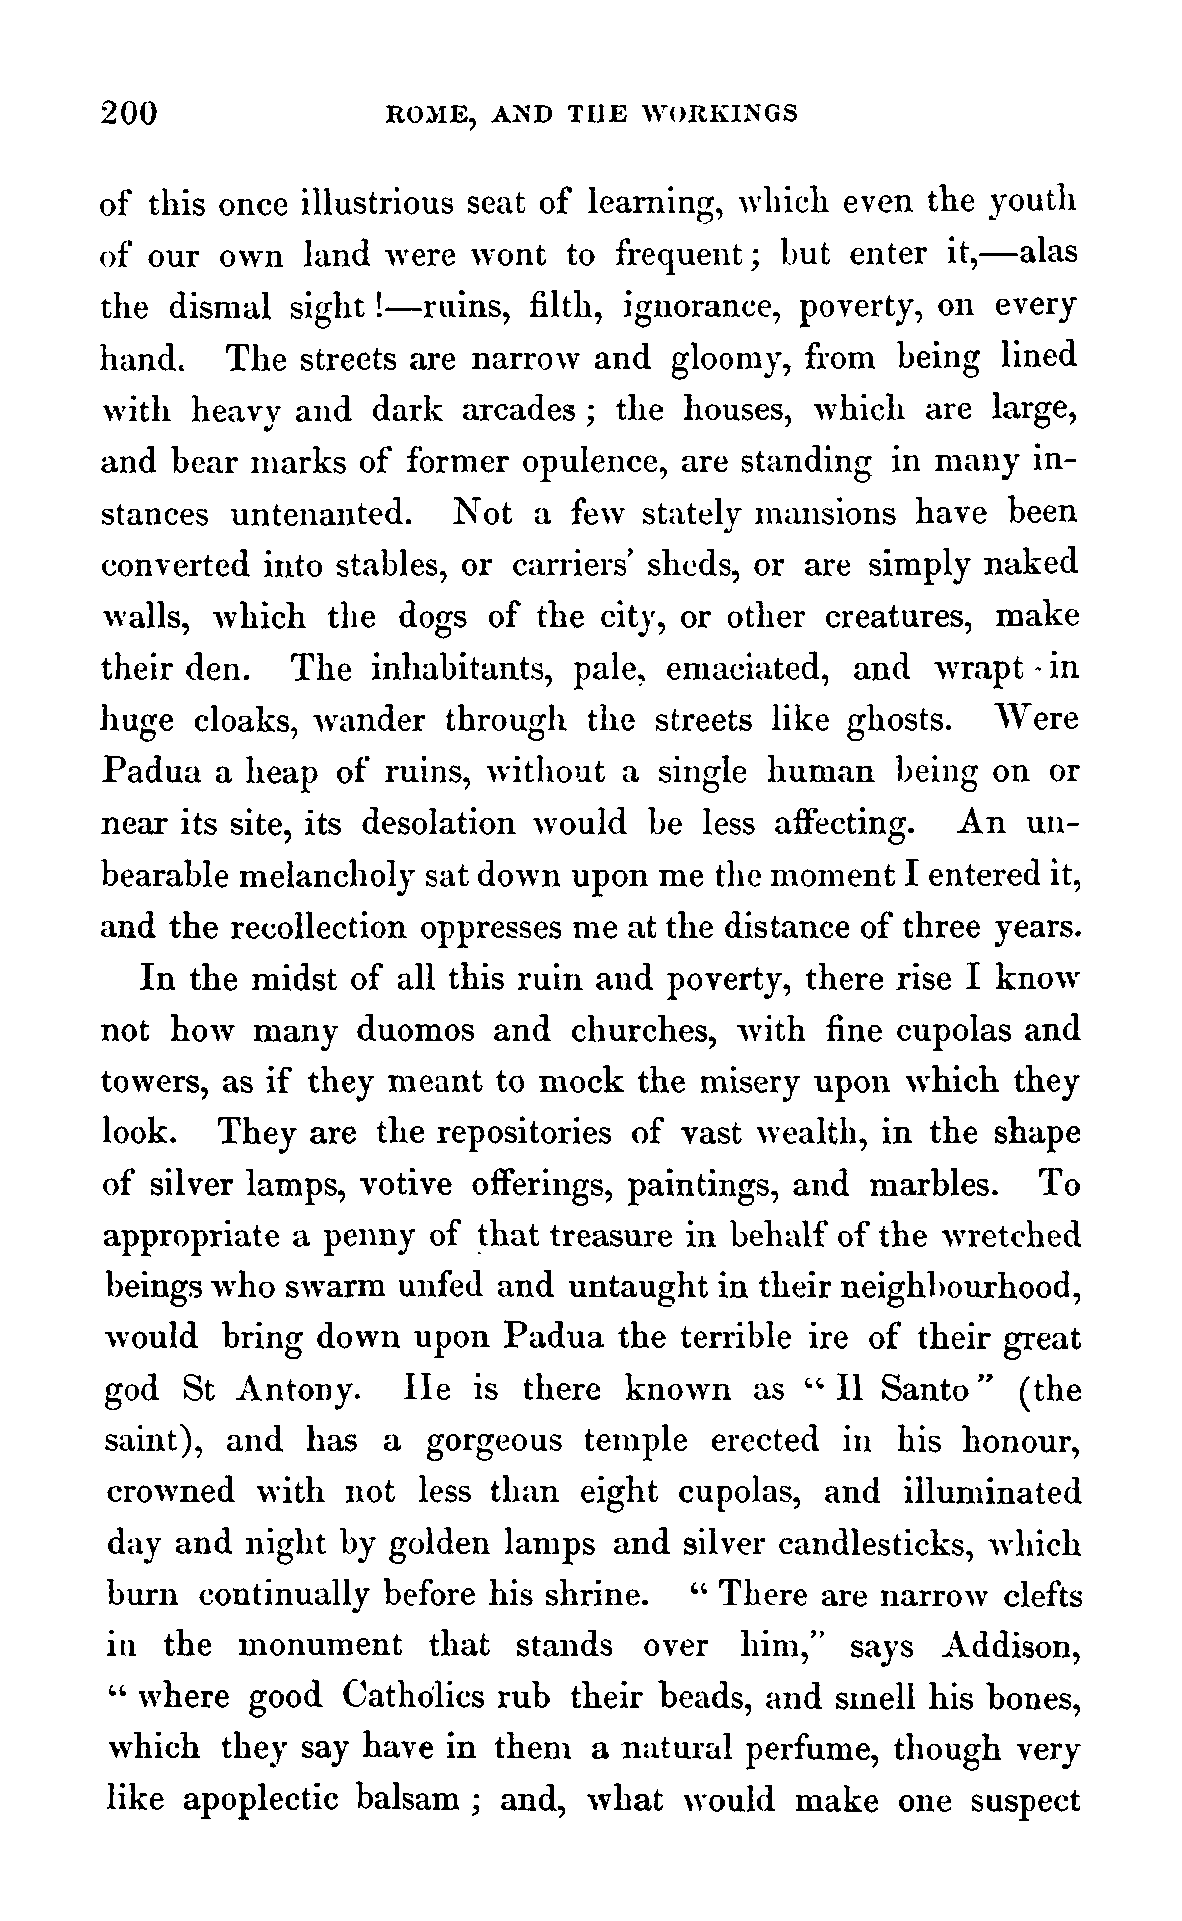 200 ROME, AND THE WORKINGS
of this once illustrious seat of learning, which even the youth
of our own land were wont to frequent; but enter it,—alas
the dismal sight!—ruins, filth, ignorance, poverty, on every
hand. The streets are narrow and gloomy, from being lined
with heavy and dark arcades; the houses, which are large,
and bear marks of former opulence, are standing in many in-
stances untenanted. Not a few stately mansions have been
converted into stables, or carriers' sheds, or are simply naked
walls, which the dogs of the city, or other creatures, make
their den. The inhabitants, pale, emaciated, and wrapt in
huge cloaks, wander through the streets like ghosts. Were
Padua a heap of ruins, without a single human being on or
near its site, its desolation would be less affecting. An un-
bearable melancholy sat down upon me the moment I entered it,
and the recollection oppresses me at the distance of three years.
In the midst of all this ruin and poverty, there rise I know
not how many duomos and churches, with fine cupolas and
towers, as if they meant to mock the misery upon which they
look. They are the repositories of vast wealth, in the shape
of silver lamps, votive offerings, paintings, and marbles. To
appropriate a penny of that treasure in behalf of the wretched
beings who swarm unfed and untaught in their neighbourhood,
would bring down upon Padua the terrible ire of their great
god St Antony. He is there known as “Il Santo” (the
saint), and has a gorgeous temple erected in his honour,
crowned with not less than eight cupolas, and illuminated
day and night by golden lamps and silver candlesticks, which
burn continually before his shrine. “There are narrow clefts
in the monument that stands over him,” says Addison,
“where good Catholics rub their beads, and smell his bones,
which they say have in them a natural perfume, though very
like apoplectic balsam; and, what would make one suspect